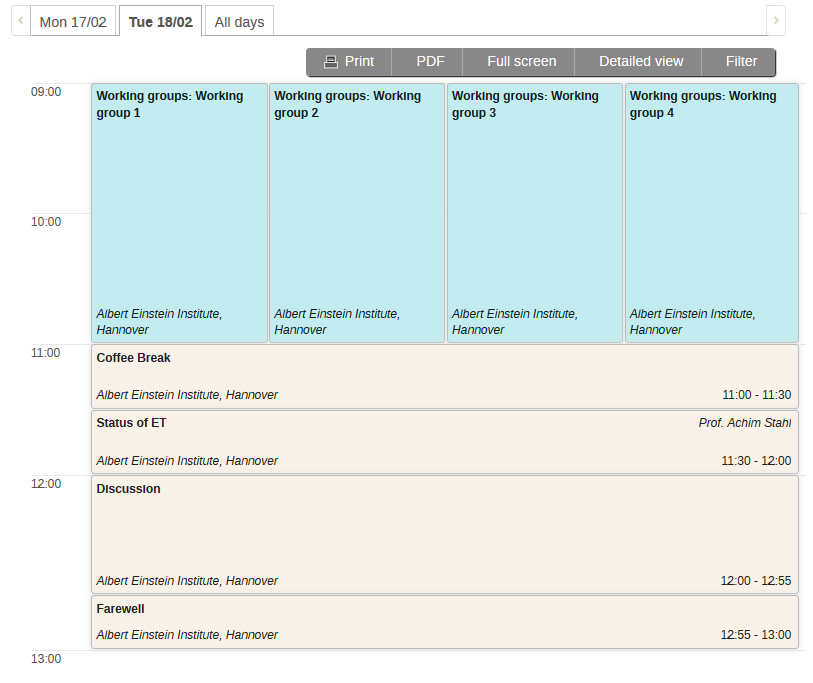 Mon 17/02
Tue 18/02
All days
Print
PDF
Full screen
Detailed view
Filter
09:00
Working groups: Working
group 1
Albert Einstein Institute,
Hannover
Working groups: Working
group 2
Albert Einstein Institute,
Hannover
Working groups: Working
group 3
Albert Einstein Institute,
Hannover
Working groups: Working
group 4
Albert Einstein Institute,
Hannover
10:00
11:00
Coffee Break
Albert Einstein Institute, Hannover
11:00 - 11:30
Status of ET
Prof. Achim Stahl
Albert Einstein Institute, Hannover
11:30 - 12:00
12:00
Discussion
Albert Einstein Institute, Hannover
12:00 - 12:55
Farewell
Albert Einstein Institute, Hannover
12:55 - 13:00
13:00